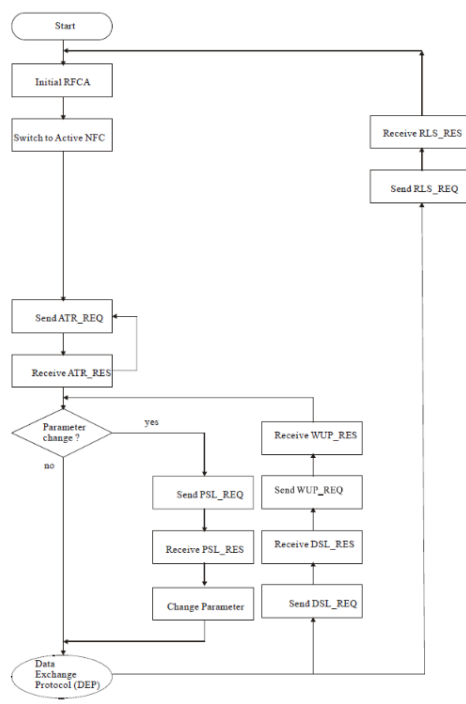 Start
Initial RFCA
Switch to Active NFC
Receive RLS_RES
Send RLS_REQ
Send ATR_REQ
Receive ATR_RES
Parameter
change ?
yes
no
Receive WUP_RES
Send PSL_REQ
Send WUP_REQ
Receive PSL_RES
Receive DSL_RES
Change Parameter
Send DSL_REQ
Data
Exchange
Protocol (DEP)